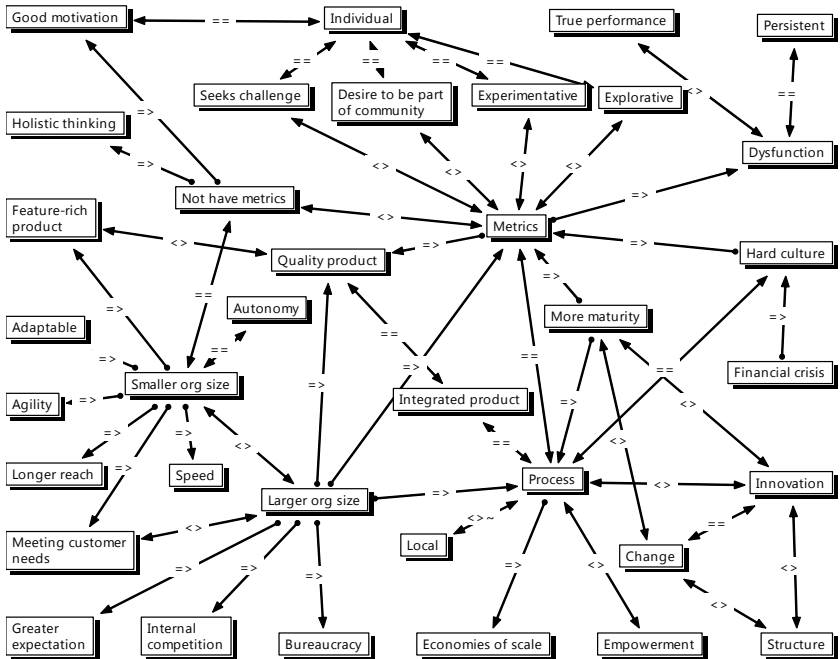 Good motivation
==
Individual
True performance
Persistent
==
==
==
==
Seeks challenge
Desire to be part
of community
Experimentative
Explorative
<>
==
Holistic thinking
=>
=>
Dysfunction
<>
<>
<>
<>
Not have metrics
=>
Feature-rich
product
<>
Metrics
<>
=>
=>
Quality product
Hard culture
=>
==
Autonomy
More maturity
Adaptable
=>
==
=>
=>
==
=>
==
==
Financial crisis
Smaller org size
=>
Agility
=>
Integrated product
=>
<>
=>
=>
<>
<>
==
Longer reach
=>
Speed
Process
Innovation
Larger org size
=>
<>
<>
<>~
==
Meeting customer
needs
Local
Change
<>
=>
=>
=>
=>
<>
<>
Greater
expectation
Internal
competition
Bureaucracy
Economies of scale
Empowerment
Structure